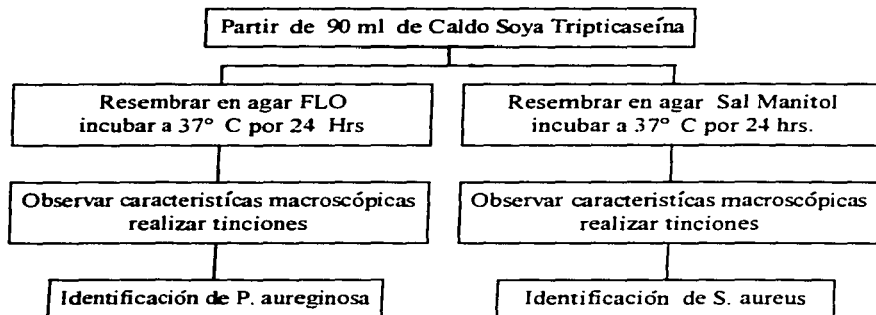 Partir de 90 ml de Caldo Soya Tripticaseína
Resembrar en agar FLO
incubar a 37° C por 24 Hrs
Resembrar en agar Sal Manitol
incubar a 37° C por 24 hrs.
Observar caracteristícas macroscópicas
realizar tinciones
Observar caracteristícas macroscópicas
realizar tinciones
Identificación de P. aureginosa
Identificación de S. aureus